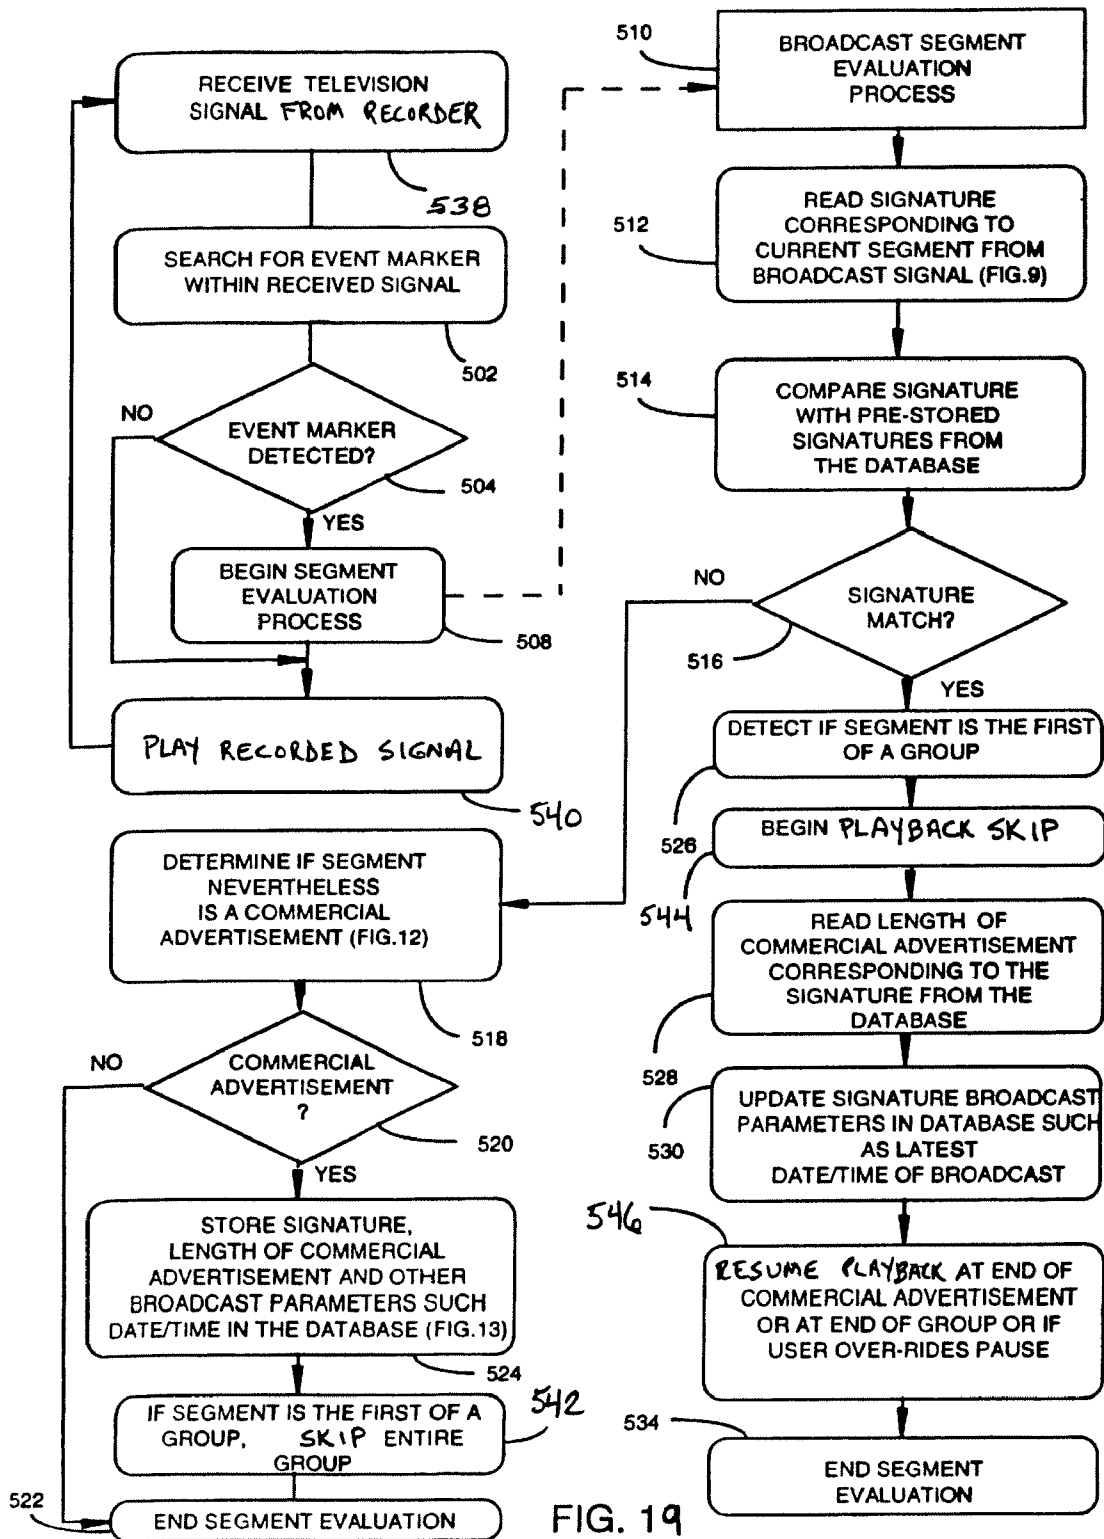 RECEIVE TELEVISION
SIGNAL FROM RECORDER
538
SEARCH FOR EVENT MARKER
WITHIN RECEIVED SIGNAL
502
NO
EVENT MARKER
DETECTED?
504
YES
BEGIN SEGMENT
EVALUATION
PROCESS
508
PLAY RECORDED SIGNAL
540
DETERMINE IF SEGMENT
NEVERTHELESS
IS A COMMERCIAL
ADVERTISEMENT (FIG.12)
518
NO
COMMERCIAL
ADVERTISEMENT
?
520
YES
STORE SIGNATURE,
LENGTH OF COMMERCIAL
ADVERTISEMENT AND OTHER
BROADCAST PARAMETERS SUCH
DATE/TIME IN THE DATABASE (FIG.13)
524
IF SEGMENT IS THE FIRST OF A
GROUP, SKIP ENTIRE
GROUP
542
522
END SEGMENT EVALUATION
510
BROADCAST SEGMENT
EVALUATION
PROCESS
512
READ SIGNATURE
CORRESPONDING TO
CURRENT SEGMENT FROM
BROADCAST SIGNAL (FIG.9)
514
COMPARE SIGNATURE
WITH PRE-STORED
SIGNATURES FROM
THE DATABASE
NO
SIGNATURE
MATCH?
516
YES
DETECT IF SEGMENT IS THE FIRST
OF A GROUP
526
BEGIN PLAYBACK SKIP
544
READ LENGTH OF
COMMERCIAL ADVERTISEMENT
CORRESPONDING TO THE
SIGNATURE FROM THE
DATABASE
528
UPDATE SIGNATURE BROADCAST
PARAMETERS IN DATABASE SUCH
AS LATEST
DATE/TIME OF BROADCAST
530
546
RESUME PLAYBACK AT END OF
COMMERCIAL ADVERTISEMENT
OR AT END OF GROUP OR IF
USER OVER-RIDES PAUSE
534
END SEGMENT
EVALUATION
FIG. 19